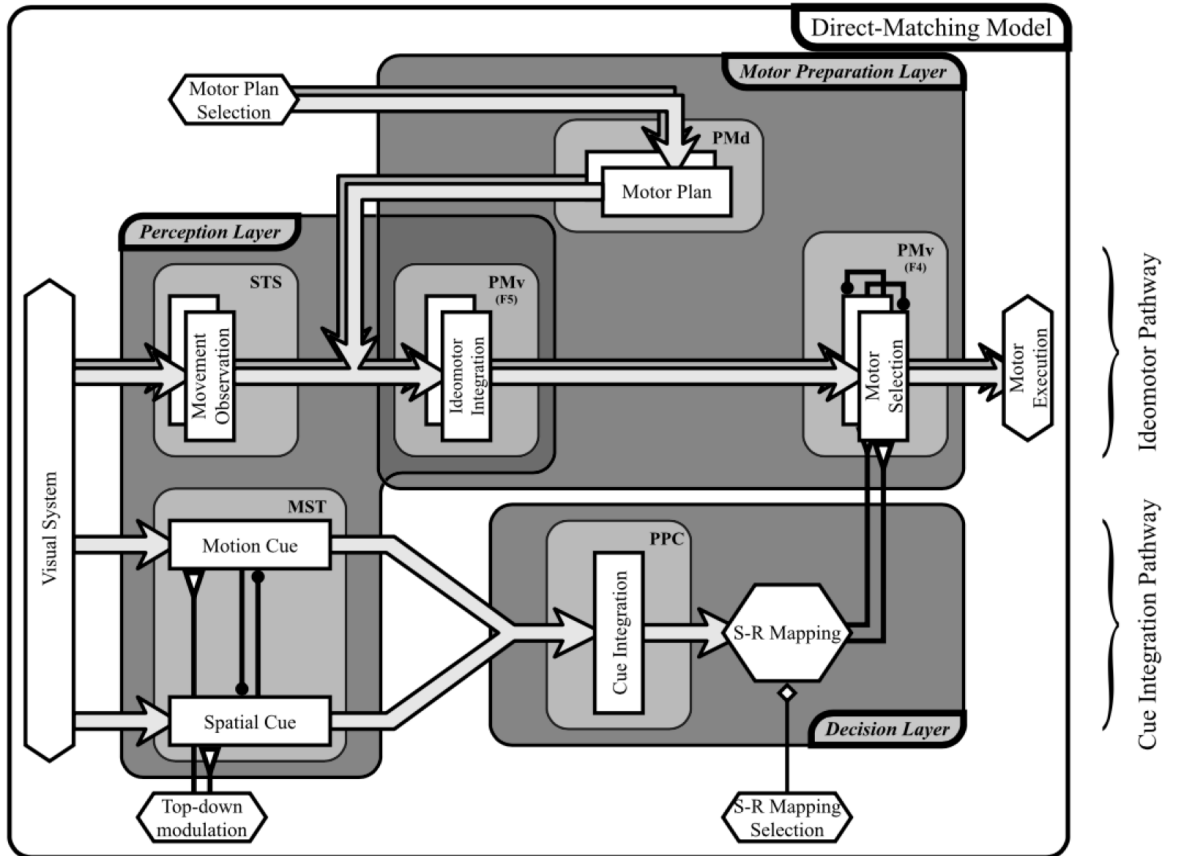 Direct-Matching Model
Motor Preparation Layer
Motor Plan
Selection
PMd
Motor Plan
Perception Layer
STS
PMv
(F5)
PMv
(F4)
Movement
Observation
Ideomotor
Integration
Motor
Selection
Motor
Execution
Ideomotor Pathway
Visual System
MST
Motion Cue
PPC
Cue Integration
S-R Mapping
Spatial Cue
Decision Layer
Cue Integration Pathway
Top-down
modulation
S-R Mapping
Selection